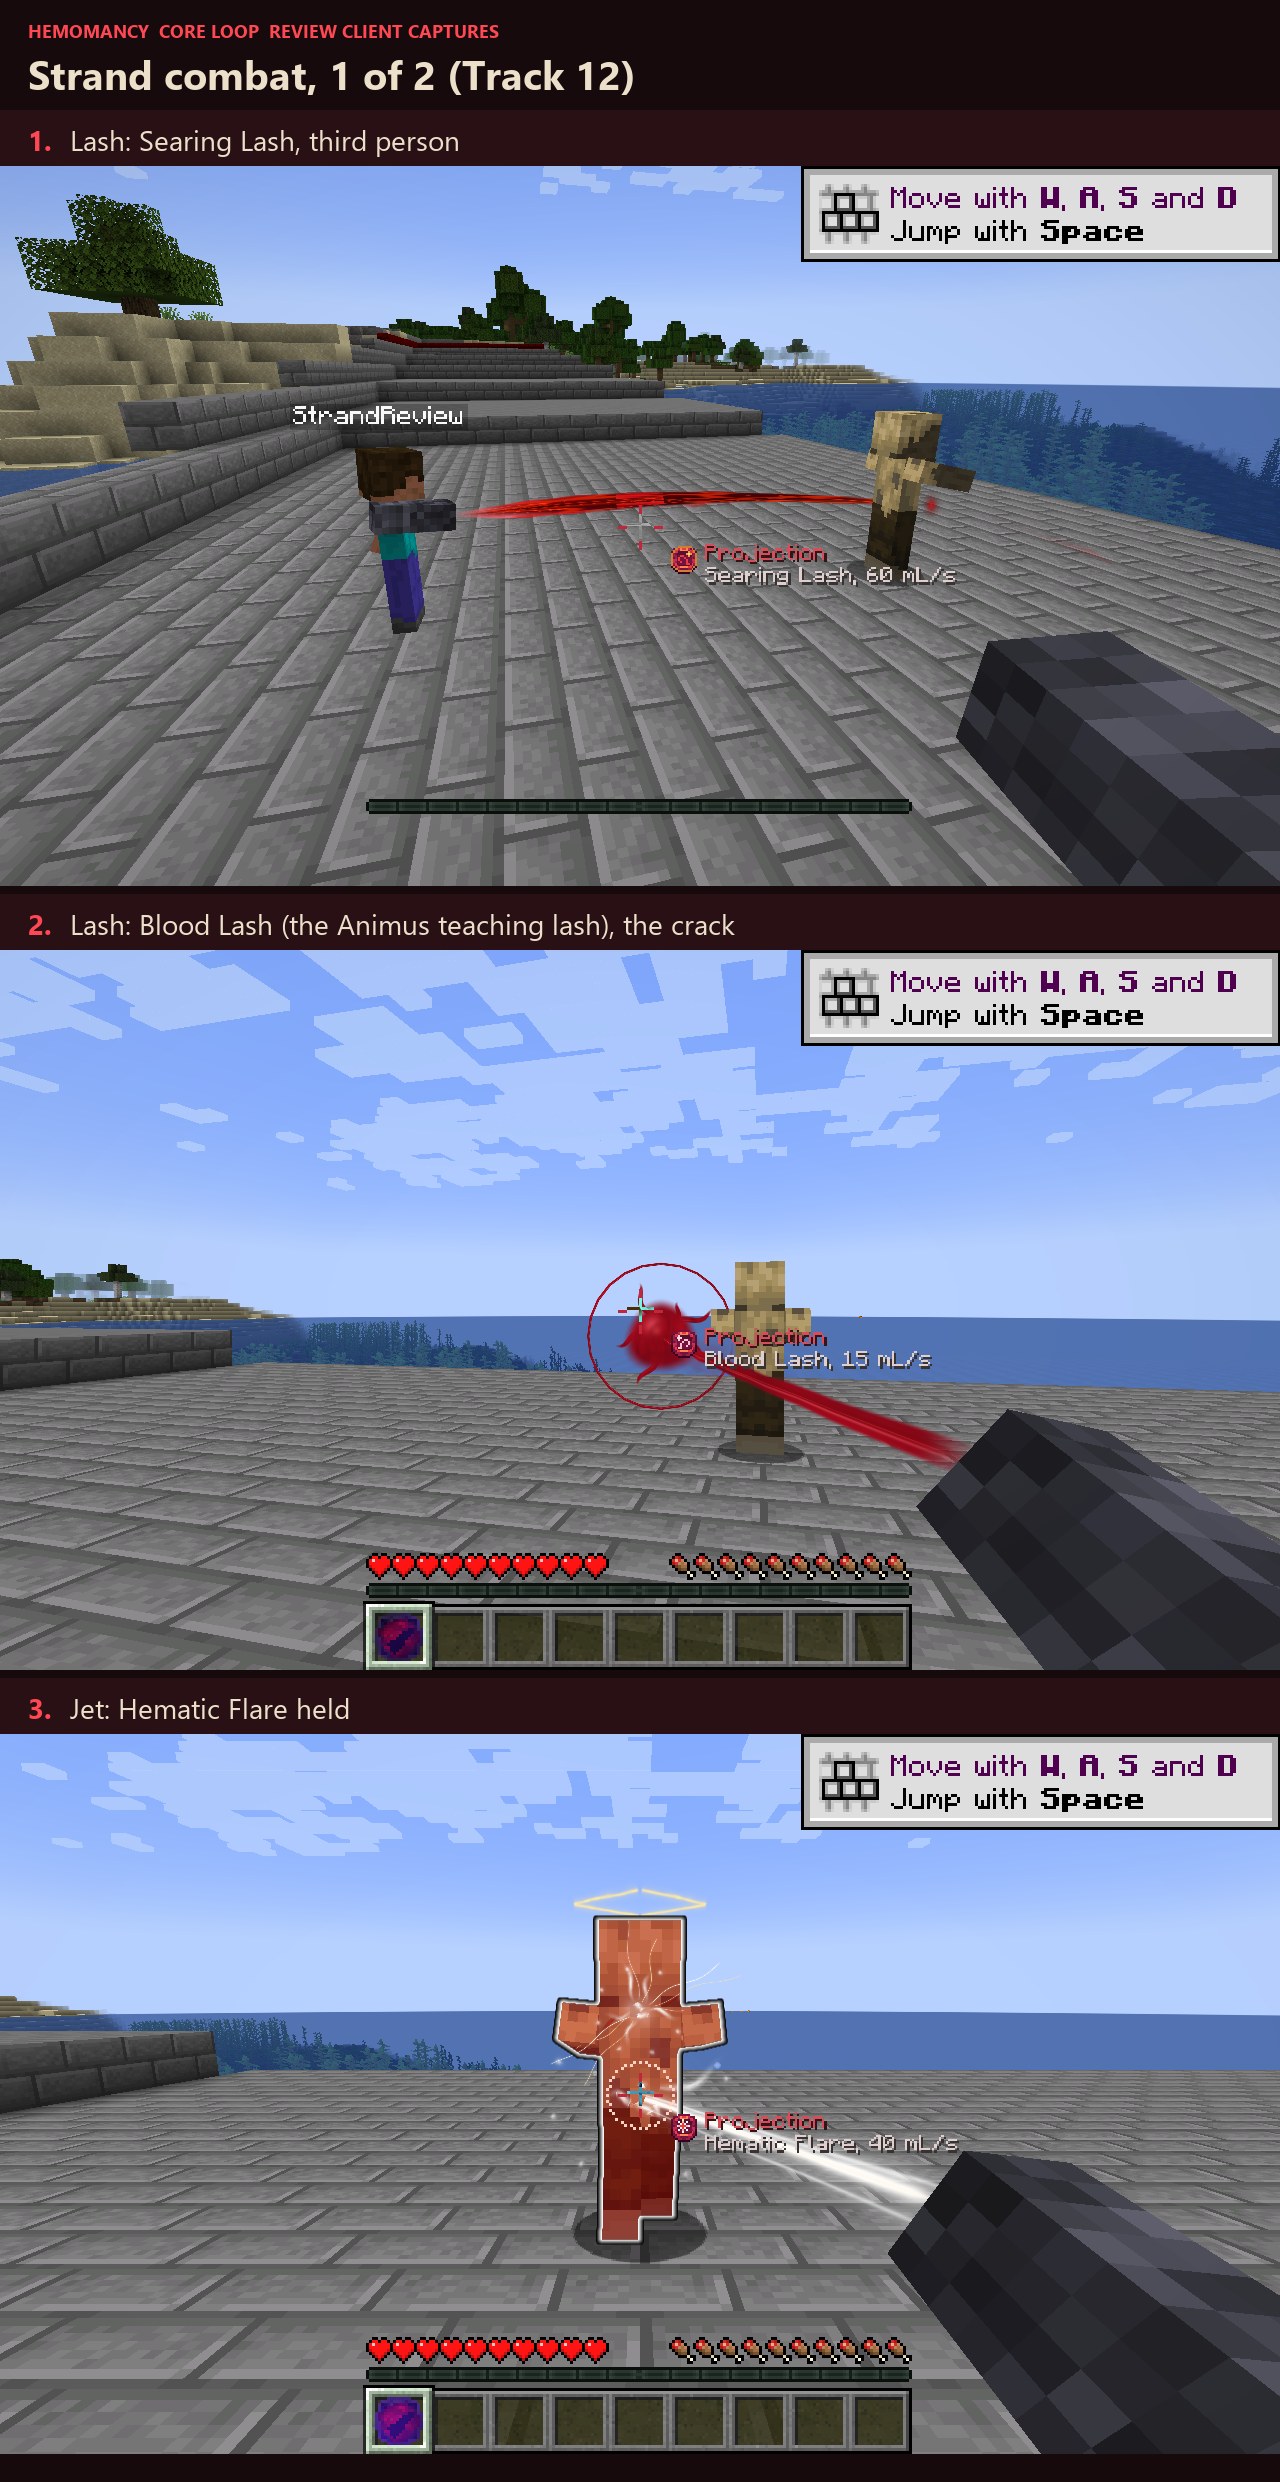 HEMOMANCY CORE LOOP REVIEW CLIENT CAPTURES
Strand combat, 1 of 2 (Track 12)
1. Lash: Searing Lash, third person
Move with W, A, S and D
Jump with Space
StrandReview
Projection
Searing Lash, 60 mL/s
2. Lash: Blood Lash (the Animus teaching lash), the crack
Move with W, A, S and D
Jump with Space
Projection
Blood Lash, 15 mL/s
3. Jet: Hematic Flare held
Move with W, A, S and D
Jump with Space
Projection
Hematic Flare, 40 mL/s